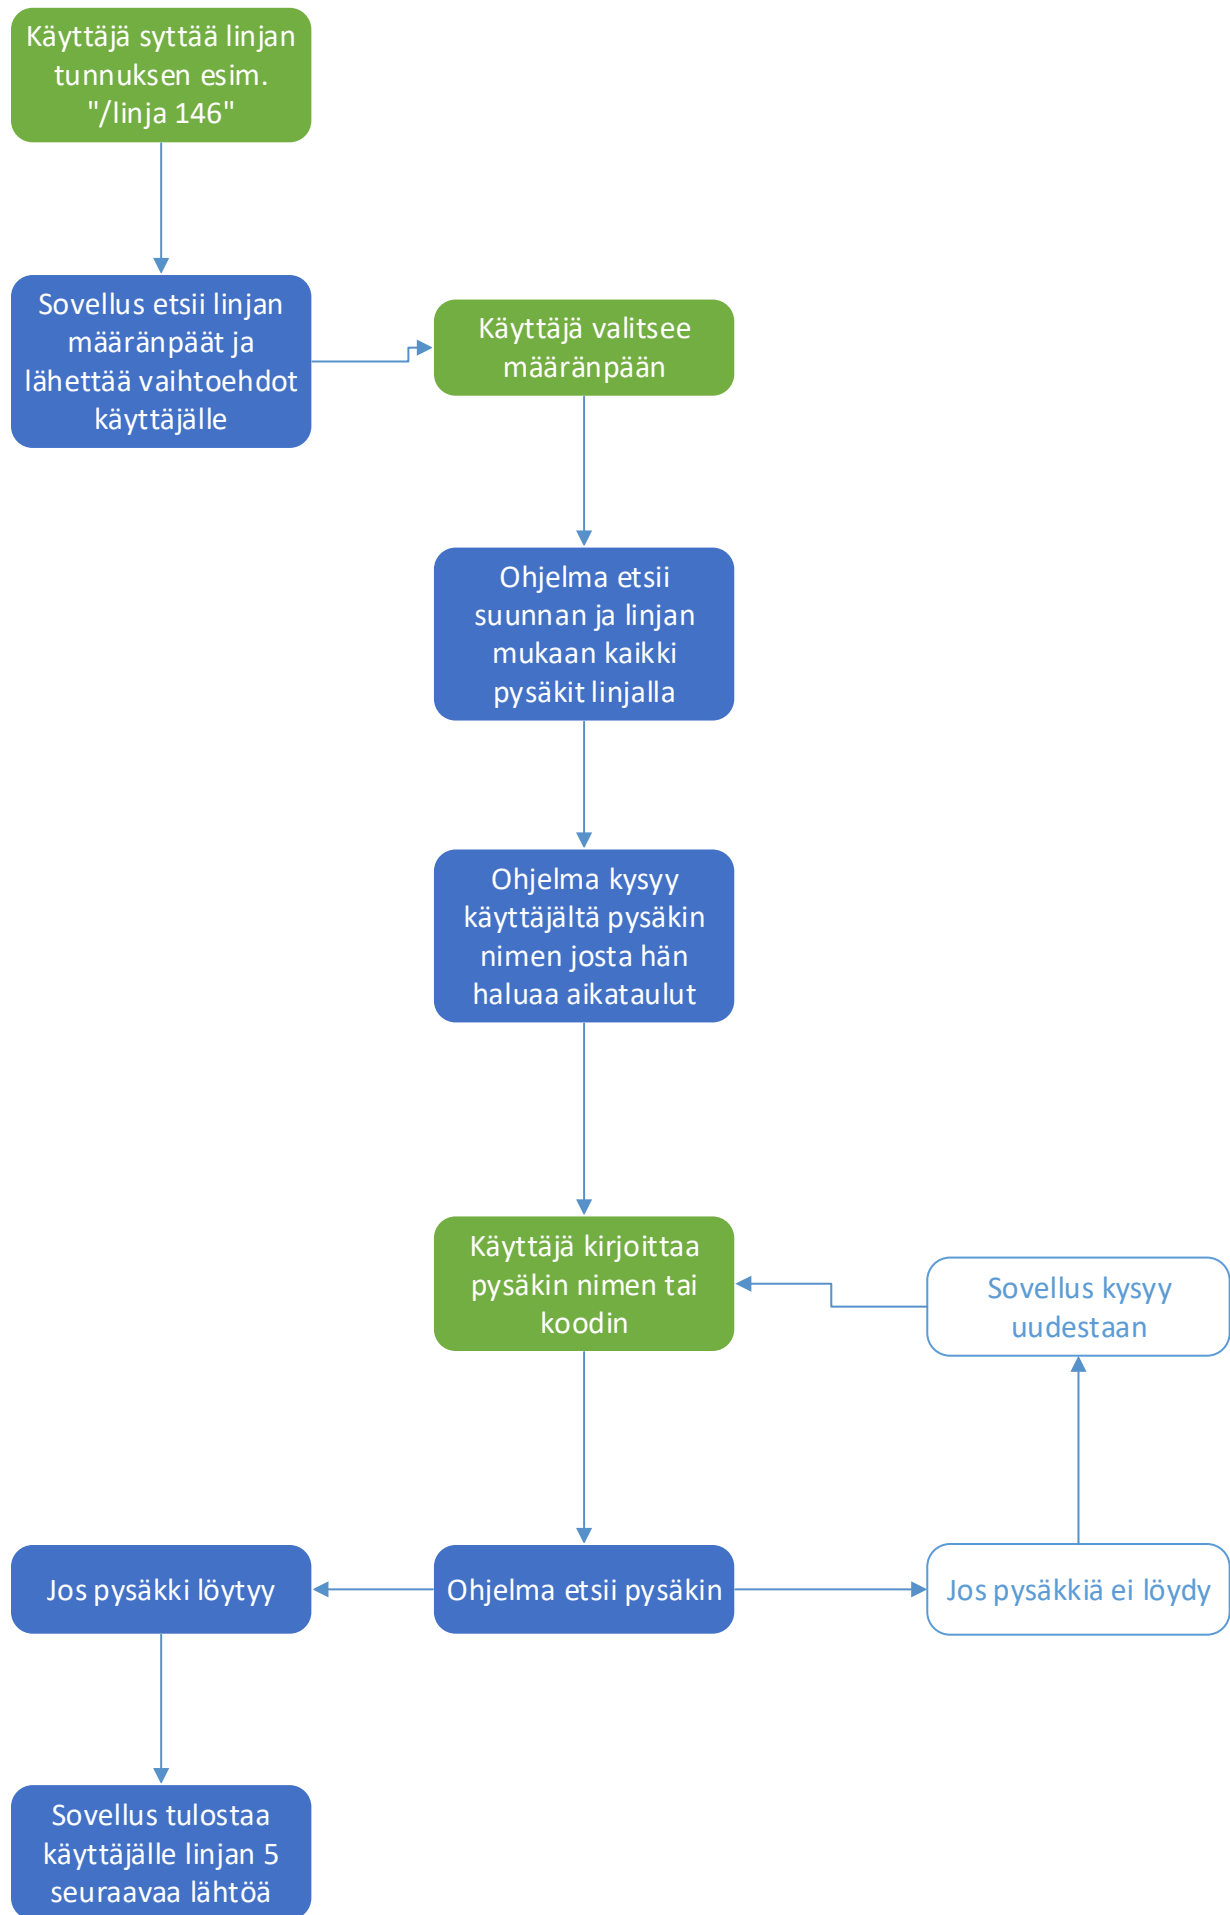 Käyttäjä syttää linjan
tunnuksen esim.
"/linja 146"
Sovellus etsii linjan
määränpäät ja
lähettää vaihtoehdot
käyttäjälle
Käyttäjä valitsee
määränpään
Ohjelma etsii
suunnan ja linjan
mukaan kaikki
pysäkit linjalla
Ohjelma kysyy
käyttäjältä pysäkin
nimen josta hän
haluaa aikataulut
Käyttäjä kirjoittaa
pysäkin nimen tai
koodin
Sovellus kysyy
uudestaan
Jos pysäkki löytyy
Ohjelma etsii pysäkin
Jos pysäkkiä ei löydy
Sovellus tulostaa
käyttäjälle linjan 5
seuraavaa lähtöä